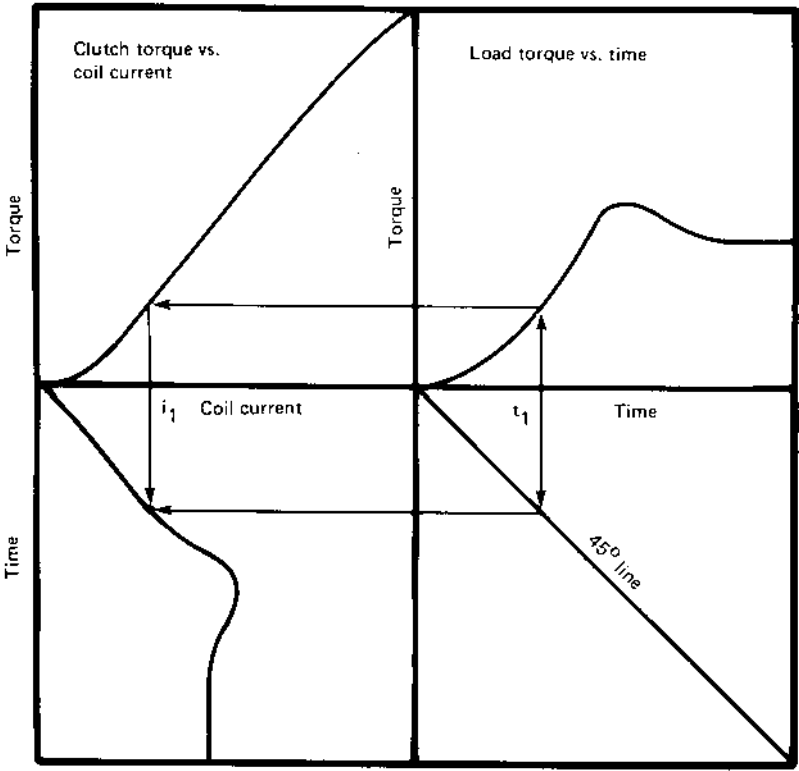 Clutch torque vs.
coil current
Load torque vs. time
Torque
Torque
i1 Coil current
t1
Time
Time
45° line